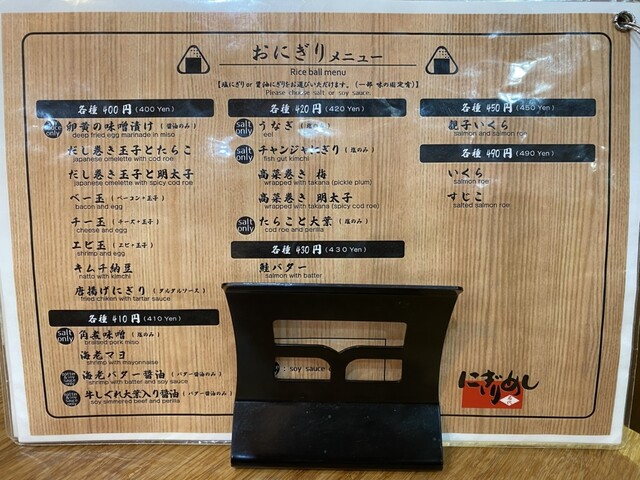 おにぎりメニュー
Rice ball menu
【塩にぎり or 醤油にぎりをお選びいただけます。(一部 味の固定有)】
Please choose salt or soy sauce.
各種 400円 (400 Yen)
salt only 卵黄の味噌漬け (醤油のみ)
deep fried egg marinade in miso
だし巻き玉子とたらこ
japanese omelette with cod roe
だし巻き玉子と明太子
japanese omelette with spicy cod roe
ベー玉 (ベーコン・玉子)
bacon and egg
チー玉 (チーズ・玉子)
cheese and egg
エビ玉 (エビ・玉子)
shrimp and egg
キムチ納豆
natto with kimchi
唐揚げにぎり (タルタルソース)
fried chiken with tartar sauce
各種 410円 (410 Yen)
salt only 角煮味噌 (塩のみ)
braised pork miso
海老マヨ
shrimp with mayonnaise
海老バター醤油 (バター醤油のみ)
shrimp with batter and soy sauce
牛しぐれ大葉入り醤油 (バター醤油のみ)
soy simmered beef and perilla
各種 420円 (420 Yen)
salt only うなぎ (塩のみ)
eel
salt only チャンジャにぎり (塩のみ)
fish gut kimchi
高菜巻き 梅
wrapped with takana (pickle plum)
高菜巻き 明太子
wrapped with takana (spicy cod roe)
salt only たらこと大葉 (塩のみ)
cod roe and perilla
各種 430円 (430 Yen)
鮭バター
salmon with batter
: soy sauce
各種 450円 (450 Yen)
親子いくら
salmon and salmon roe
各種 490円 (490 Yen)
いくら
salmon roe
すじこ
salted salmon roe
にぎりめし